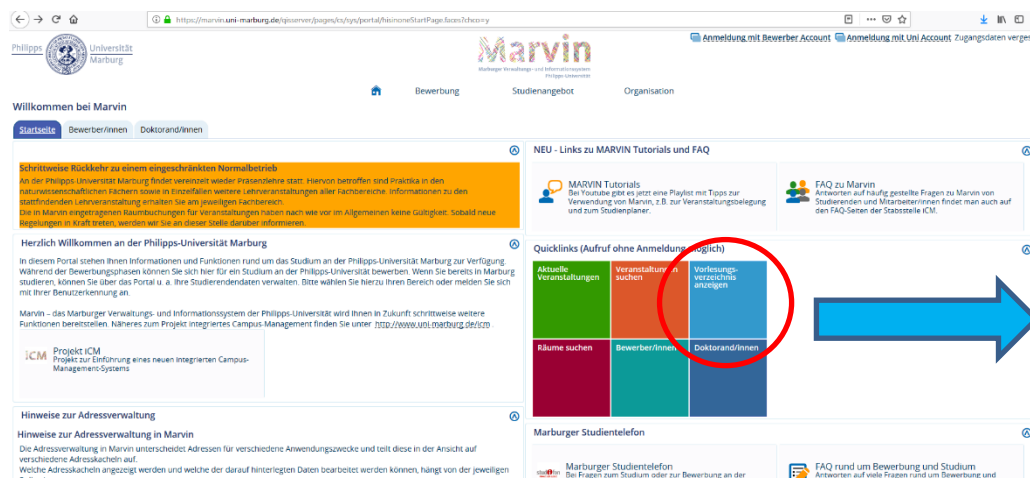 https://marvin.uni-marburg.de/qisserver/pages/cs/sys/portal/hisinoneStartPage.faces?chco=y
Philipps Universität
Marburg
Marvin
Marburger Verwaltungs- und Informationssystem
Philipps-Universität
Anmeldung mit Bewerber Account Anmeldung mit Uni Account Zugangsdaten verges
Bewerbung Studienangebot Organisation
Willkommen bei Marvin
Startseite Bewerber/innen Doktorand/innen
Schrittweise Rückkehr zu einem eingeschränkten Normalbetrieb
An der Philipps-Universität Marburg findet vereinzelt wieder Präsenzlehre statt. Hiervon betroffen sind Praktika in den
naturwissenschaftlichen Fächern sowie in Einzelfällen weitere Lehrveranstaltungen aller Fachbereiche. Informationen zu den
stattfindenden Lehrveranstaltung erhalten Sie am jeweiligen Fachbereich.
Die in Marvin eingetragenen Raumbuchungen für Veranstaltungen haben nach wie vor im Allgemeinen keine Gültigkeit. Sobald neue
Regelungen in Kraft treten, werden wir Sie an dieser Stelle darüber informieren.
Herzlich Willkommen an der Philipps-Universität Marburg
In diesem Portal stehen Ihnen Informationen und Funktionen rund um das Studium an der Philipps-Universität Marburg zur Verfügung.
Während der Bewerbungsphasen können Sie sich hier für ein Studium an der Philipps-Universität bewerben. Wenn Sie bereits in Marburg
studieren, können Sie über das Portal u. a. Ihre Studierendendaten verwalten. Bitte wählen Sie hierzu Ihren Bereich oder melden Sie sich
mit Ihrer Benutzerkennung an.
Marvin – das Marburger Verwaltungs- und Informationssystem der Philipps-Universität wird Ihnen in Zukunft schrittweise weitere
Funktionen bereitstellen. Näheres zum Projekt Integriertes Campus-Management finden Sie unter http://www.uni-marburg.de/icm
iCM
Projekt iCM
Projekt zur Einführung eines neuen integrierten Campus-
Management-Systems
Hinweise zur Adressverwaltung
Hinweise zur Adressverwaltung in Marvin
Die Adressverwaltung in Marvin unterscheidet Adressen für verschiedene Anwendungszwecke und teilt diese in der Ansicht auf
verschiedene Adresskacheln auf.
Welche Adresskacheln angezeigt werden und welche der darauf hinterlegten Daten bearbeitet werden können, hängt von der jeweiligen
NEU - Links zu MARVIN Tutorials und FAQ
MARVIN Tutorials
Bei Youtube gibt es jetzt eine Playlist mit Tipps zur
Verwendung von Marvin, z.B. zur Veranstaltungsbelegung
und zum Studienplaner.
FAQ zu Marvin
Antworten auf häufig gestellte Fragen zu Marvin von
Studierenden und Mitarbeiter/innen findet man auch auf
den FAQ-Seiten der Stabsstelle iCM.
Quicklinks (Aufruf ohne Anmeldung möglich)
Aktuelle
Veranstaltungen
Veranstaltungen
suchen
Vorlesungs-
verzeichnis
anzeigen
Räume suchen
Bewerber/innen
Doktorand/innen
Marburger Studientelefon
Marburger Studientelefon
Bei Fragen zum Studium oder zur Bewerbung an der
FAQ rund um Bewerbung und Studium
Antworten auf viele Fragen rund um Bewerbung und